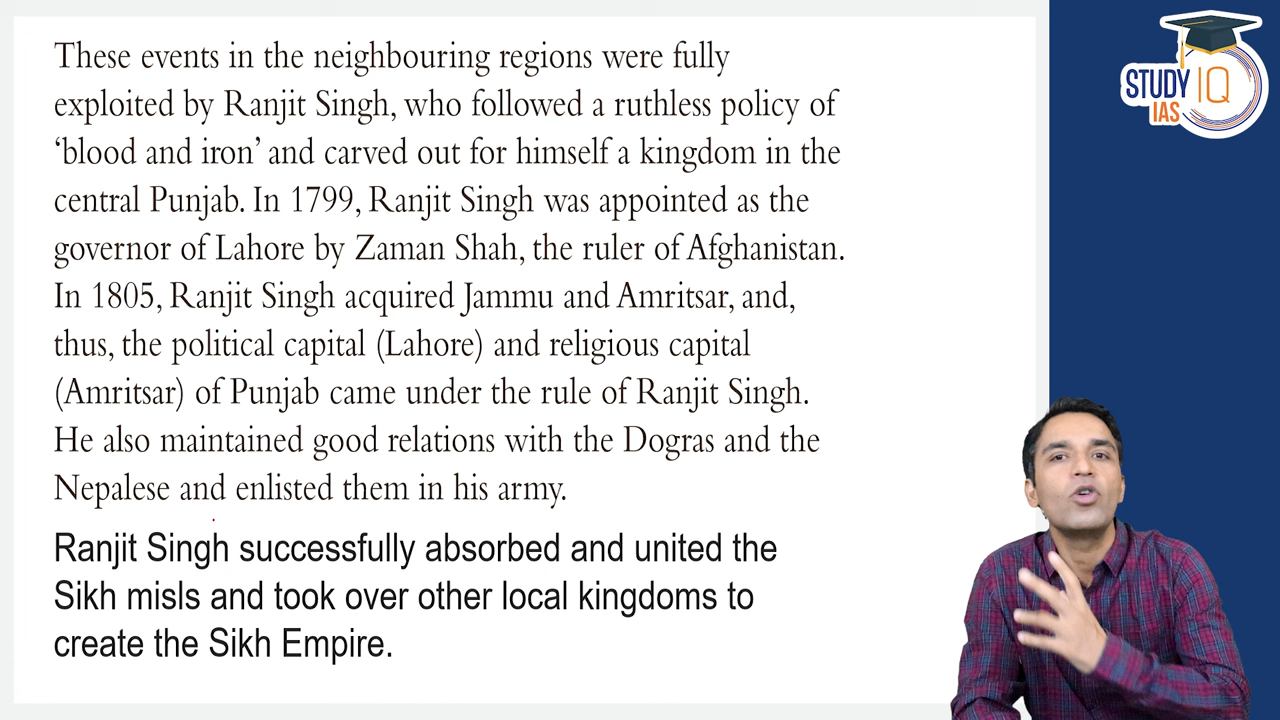 These events in the neighbouring regions were fully
exploited by Ranjit Singh, who followed a ruthless policy of
‘blood and iron’ and carved out for himself a kingdom in the
central Punjab. In 1799, Ranjit Singh was appointed as the
governor of Lahore by Zaman Shah, the ruler of Afghanistan.
In 1805, Ranjit Singh acquired Jammu and Amritsar, and,
thus, the political capital (Lahore) and religious capital
(Amritsar) of Punjab came under the rule of Ranjit Singh.
He also maintained good relations with the Dogras and the
Nepalese and enlisted them in his army.
Ranjit Singh successfully absorbed and united the
Sikh misls and took over other local kingdoms to
create the Sikh Empire.
STUDY IQ
IAS